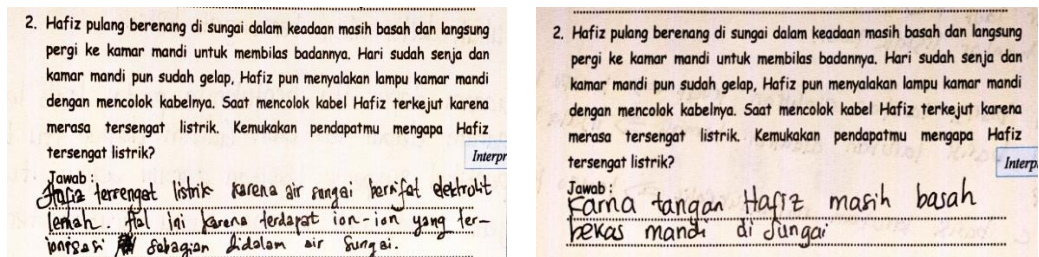 2. Hafiz pulang berenang di sungai dalam keadaan masih basah dan langsung
pergi ke kamar mandi untuk membilas badannya. Hari sudah senja dan
kamar mandi pun sudah gelap, Hafiz pun menyalakan lampu kamar mandi
dengan mencolok kabelnya. Saat mencolok kabel Hafiz terkejut karena
merasa tersengat listrik. Kemukakan pendapatmu mengapa Hafiz
tersengat listrik?
Interpr
Jawab :
Hafiz tersengat listrik karena air sungai bersifat elektrolit
lemah. Hal ini karena terdapat ion-ion yang ter-
ionisasi sebagian didalam air sungai.
2. Hafiz pulang berenang di sungai dalam keadaan masih basah dan langsung
pergi ke kamar mandi untuk membilas badannya. Hari sudah senja dan
kamar mandi pun sudah gelap, Hafiz pun menyalakan lampu kamar mandi
dengan mencolok kabelnya. Saat mencolok kabel Hafiz terkejut karena
merasa tersengat listrik. Kemukakan pendapatmu mengapa Hafiz
tersengat listrik?
Interp
Jawab :
Karna tangan Hafiz masih basah
bekas mandi di sungai